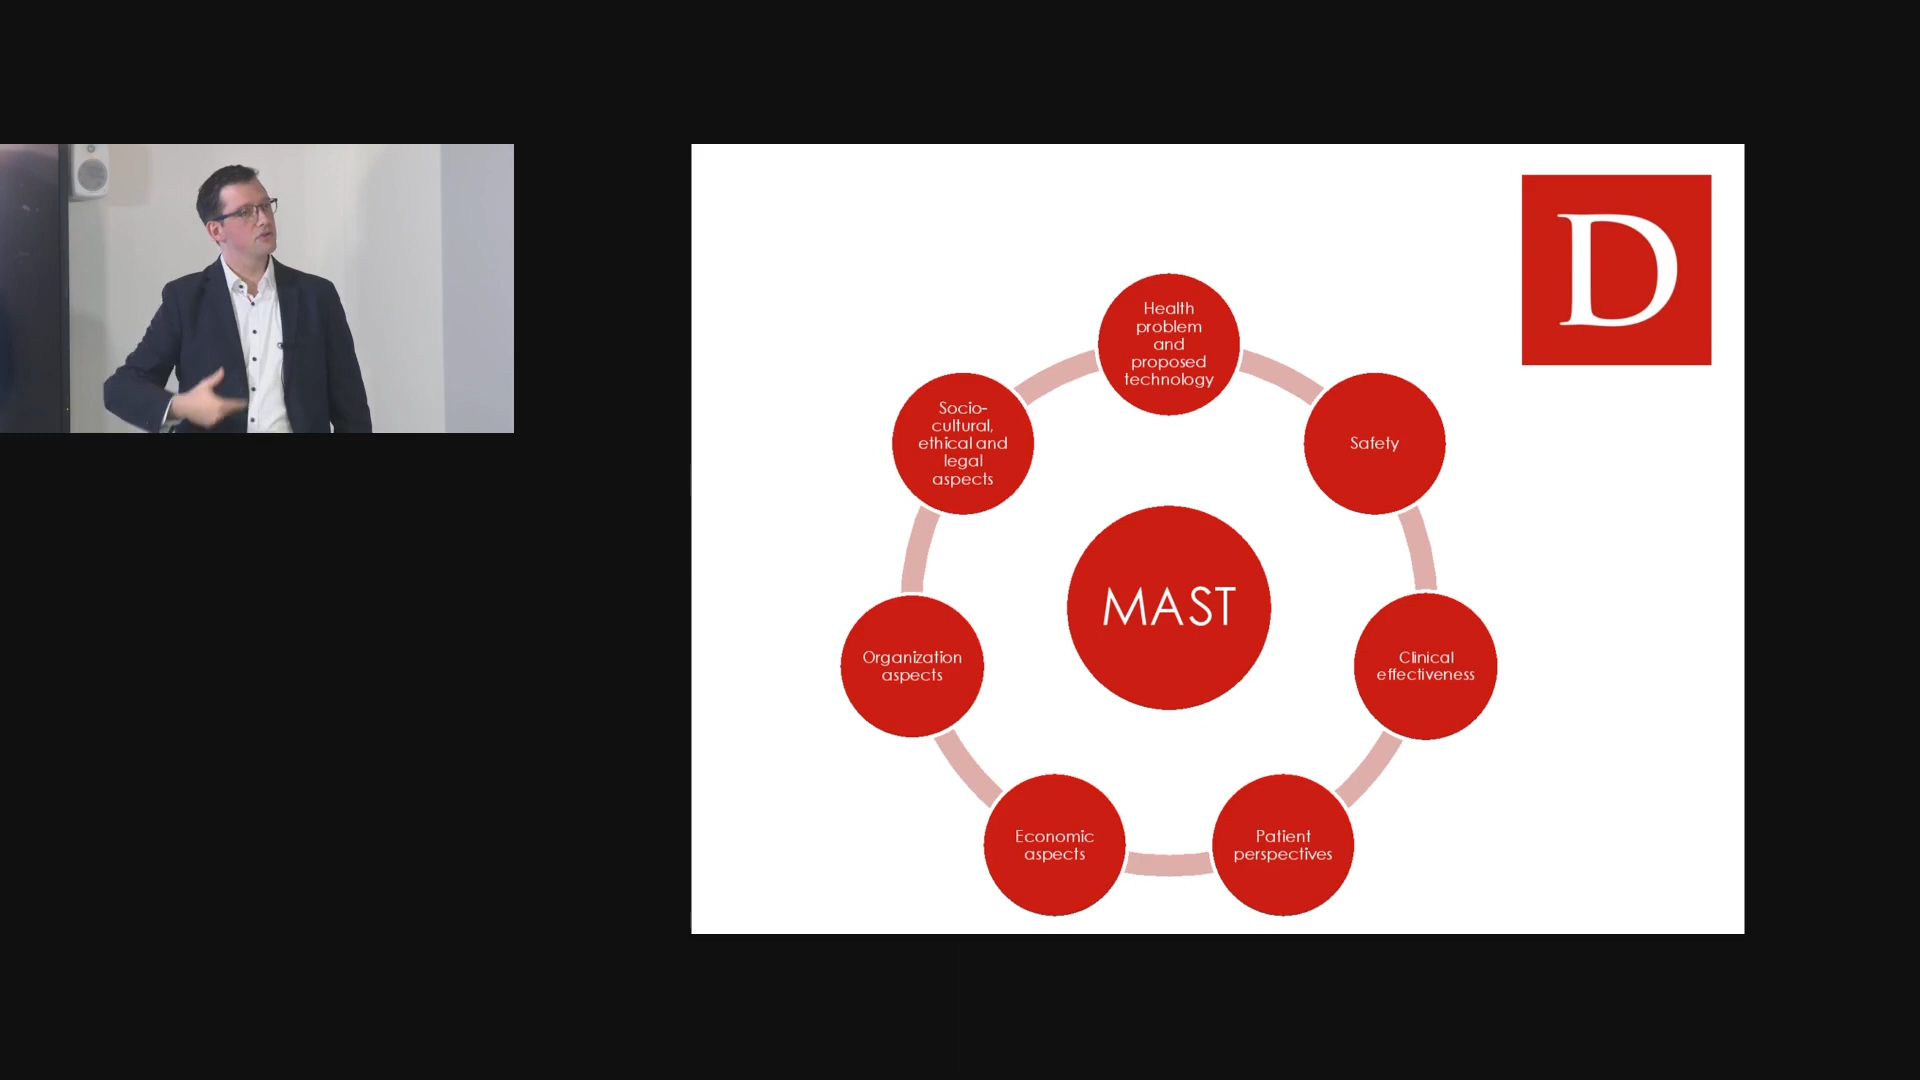 D
Health
problem
and
proposed
technology
Socio-
cultural,
ethical and
legal
aspects
Safety
MAST
Organization
aspects
Clinical
effectiveness
Economic
aspects
Patient
perspectives